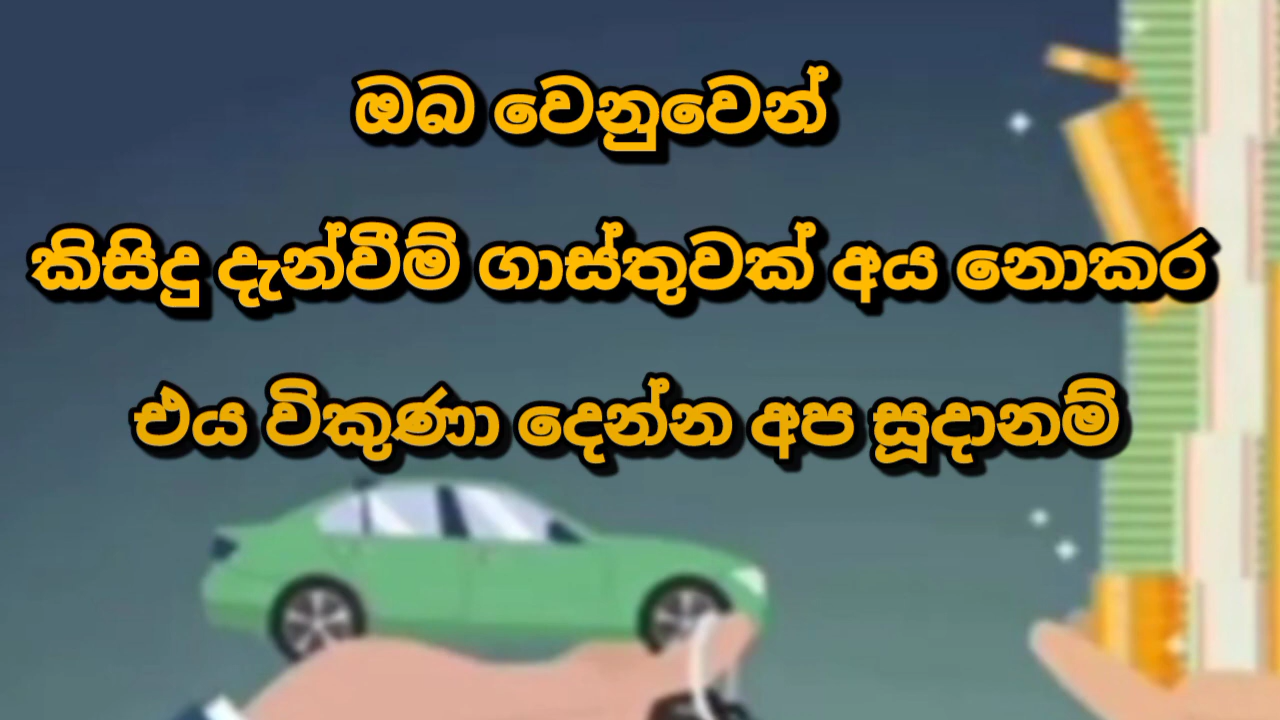 ඔබ වෙනුවෙන්
කිසිදු දැන්වීම් ගාස්තුවක් අය නොකර
එය විකුණා දෙන්න අප සූදානම්